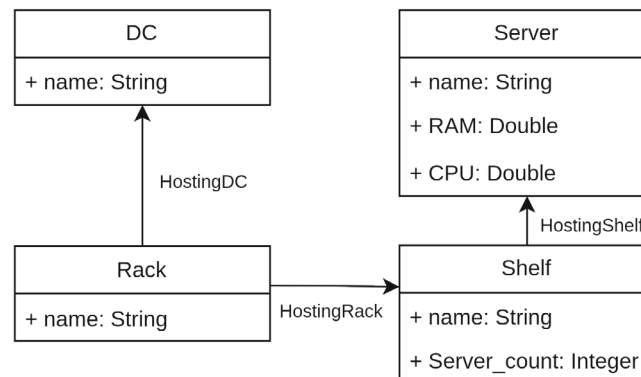 DC
+ name: String
Server
+ name: String
+ RAM: Double
+ CPU: Double
HostingDC
HostingShelf
Rack
+ name: String
HostingRack
Shelf
+ name: String
+ Server_count: Integer